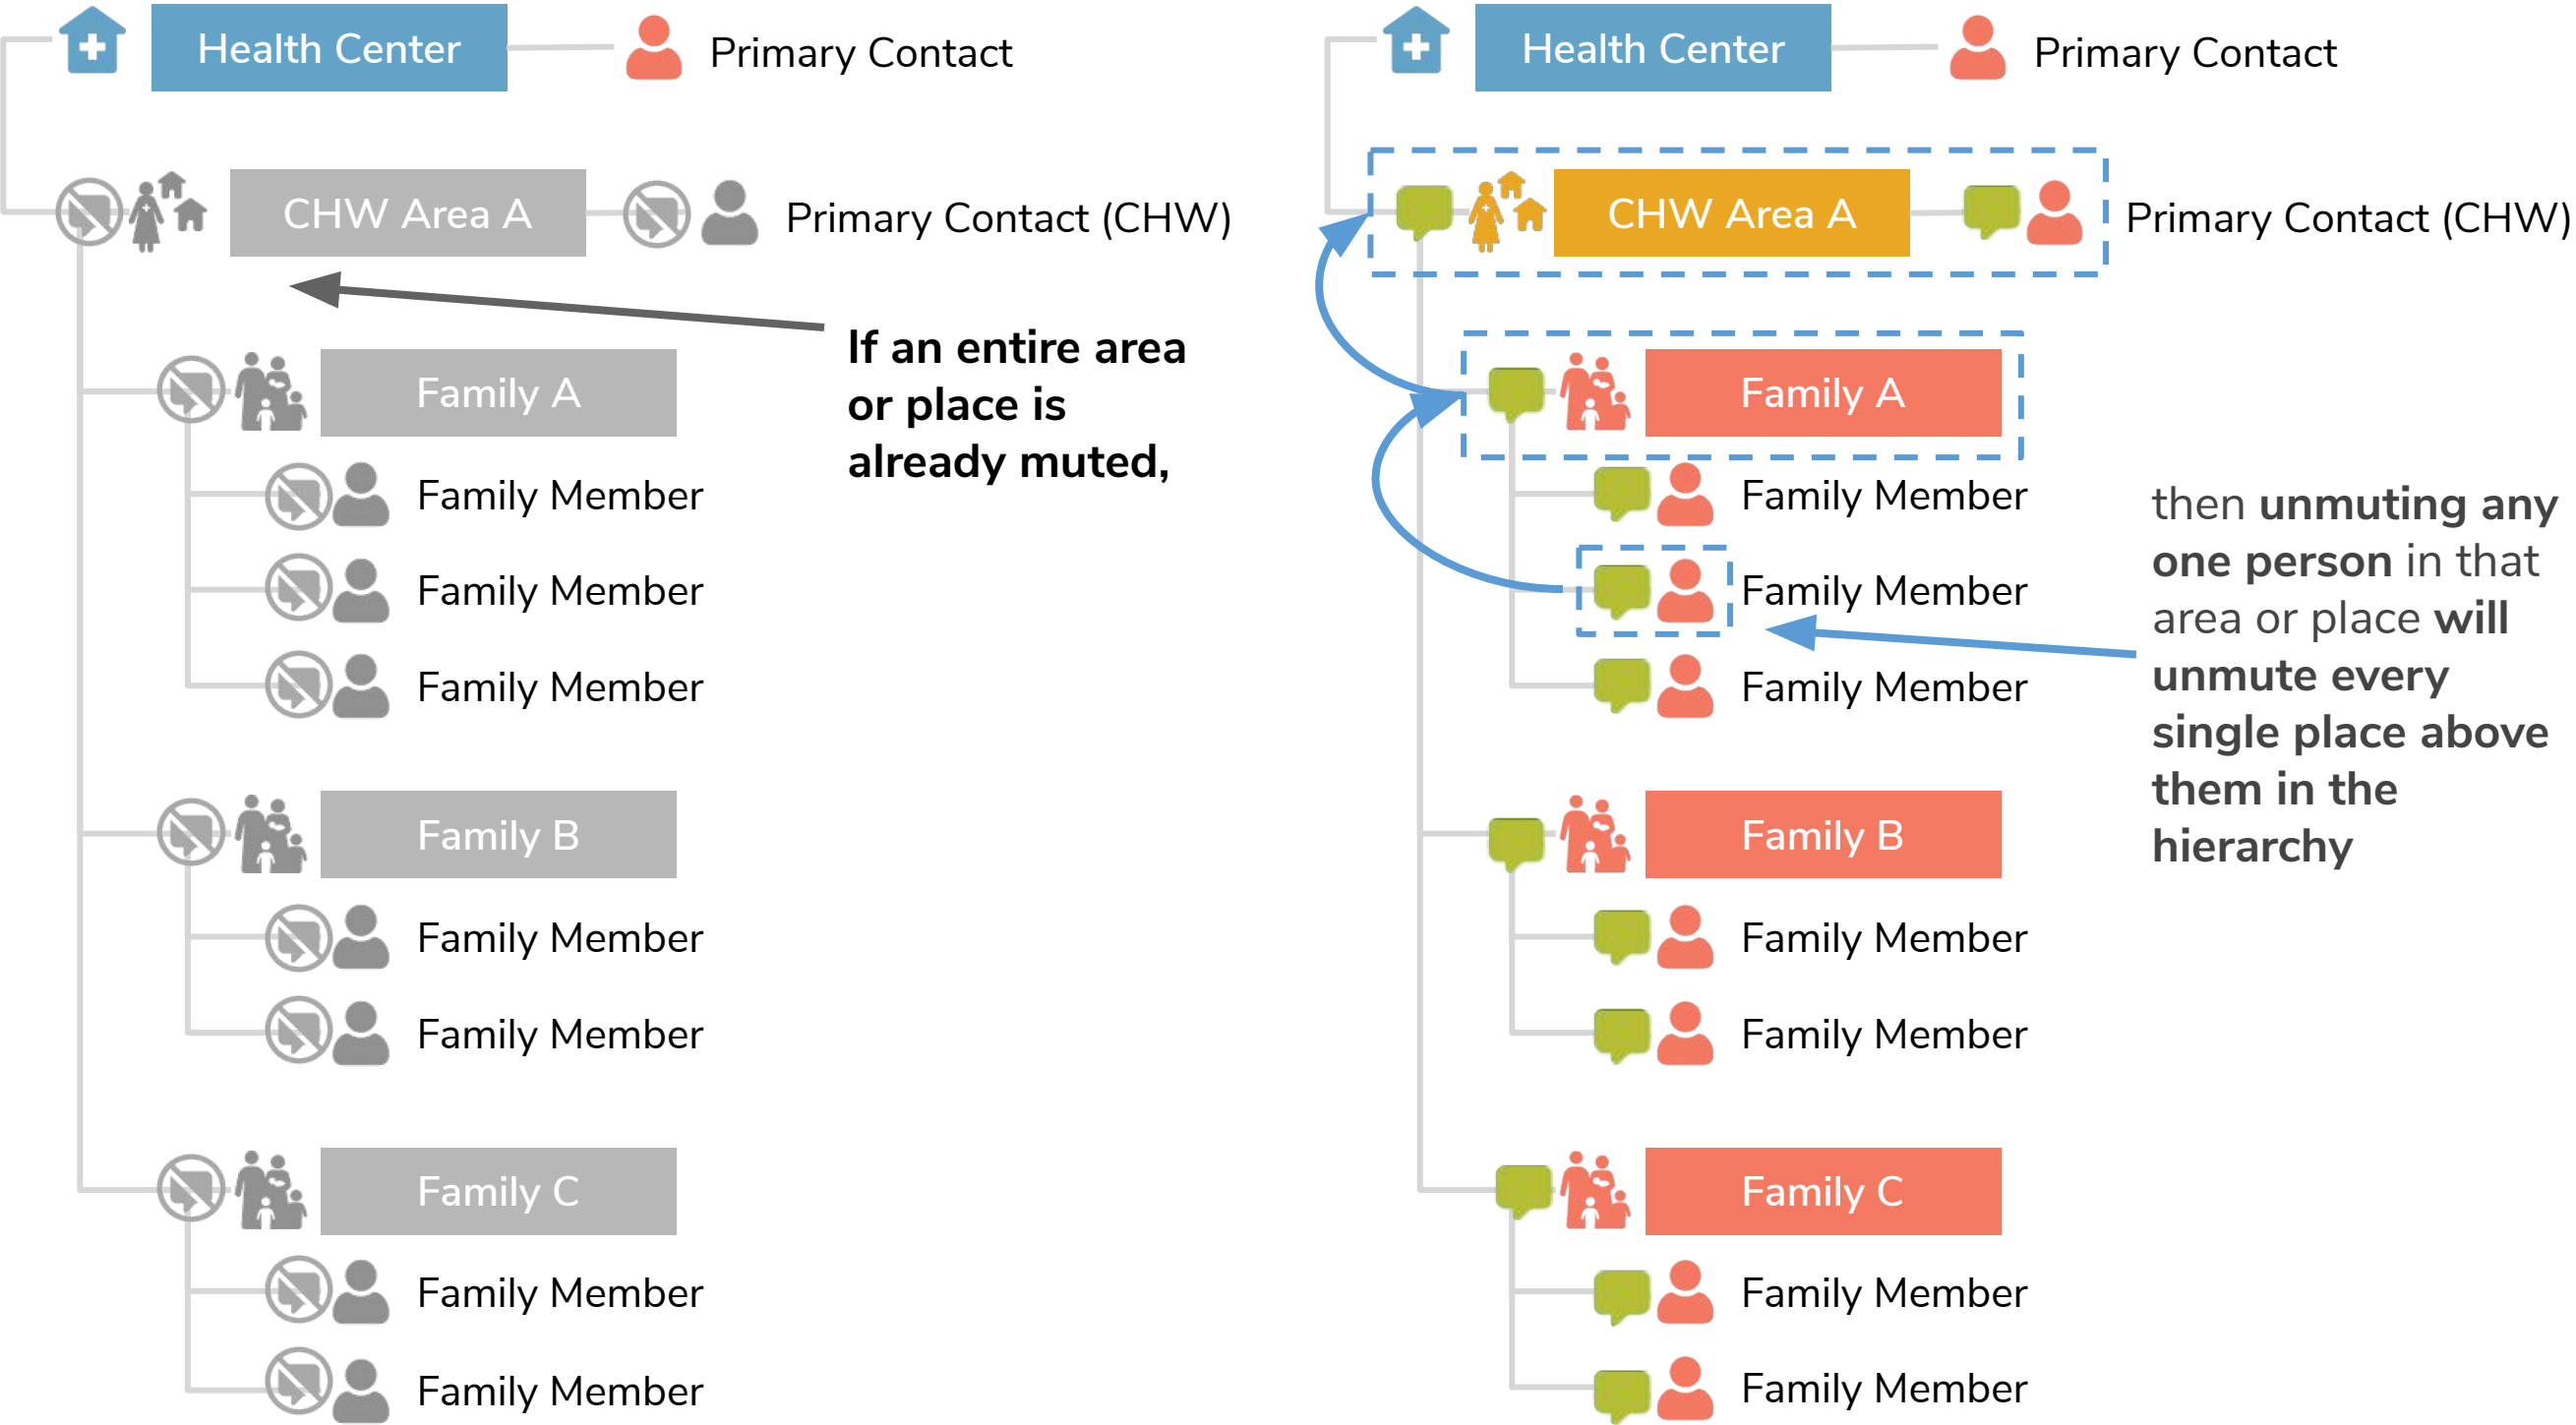 Health Center
Primary Contact
CHW Area A
Primary Contact (CHW)
If an entire area
or place is
already muted,
Family A
Family Member
Family Member
Family Member
Family B
Family Member
Family Member
Family C
Family Member
Family Member
Health Center
Primary Contact
CHW Area A
Primary Contact (CHW)
Family A
Family Member
Family Member
Family Member
then unmuting any
one person in that
area or place will
unmute every
single place above
them in the
hierarchy
Family B
Family Member
Family Member
Family C
Family Member
Family Member